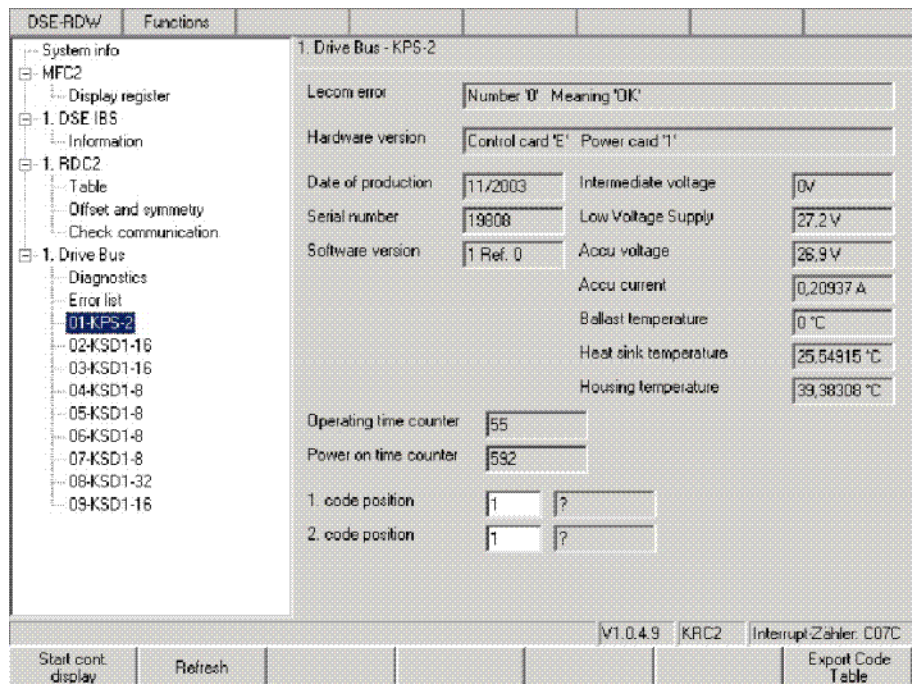 DSE-RDW Functions
System info
MFC2
Display register
1. DSE IBS
Information
1. RDC2
Table
Offset and symmetry
Check communication
1. Drive Bus
Diagnostics
Error list
01-KPS-2
02-KSD1-16
03-KSD1-16
04-KSD1-8
05-KSD1-8
06-KSD1-8
07-KSD1-8
08-KSD1-32
09-KSD1-16
1. Drive Bus - KPS-2
Lecom error Number '0' Meaning 'OK'
Hardware version Control card 'E' Power card '1'
Date of production 11/2003 Intermediate voltage 0V
Serial number 19808 Low Voltage Supply 27,2 V
Software version 1 Ref. 0 Accu voltage 26,9 V
Accu current 0,20937 A
Ballast temperature 0 °C
Heat sink temperature 25,54915 °C
Housing temperature 39,38308 °C
Operating time counter 55
Power on time counter 592
1. code position 1 ?
2. code position 1 ?
V1.0.4.9 KRC2 Interrupt-Zähler: C07C
Start cont. display Refresh Export Code Table